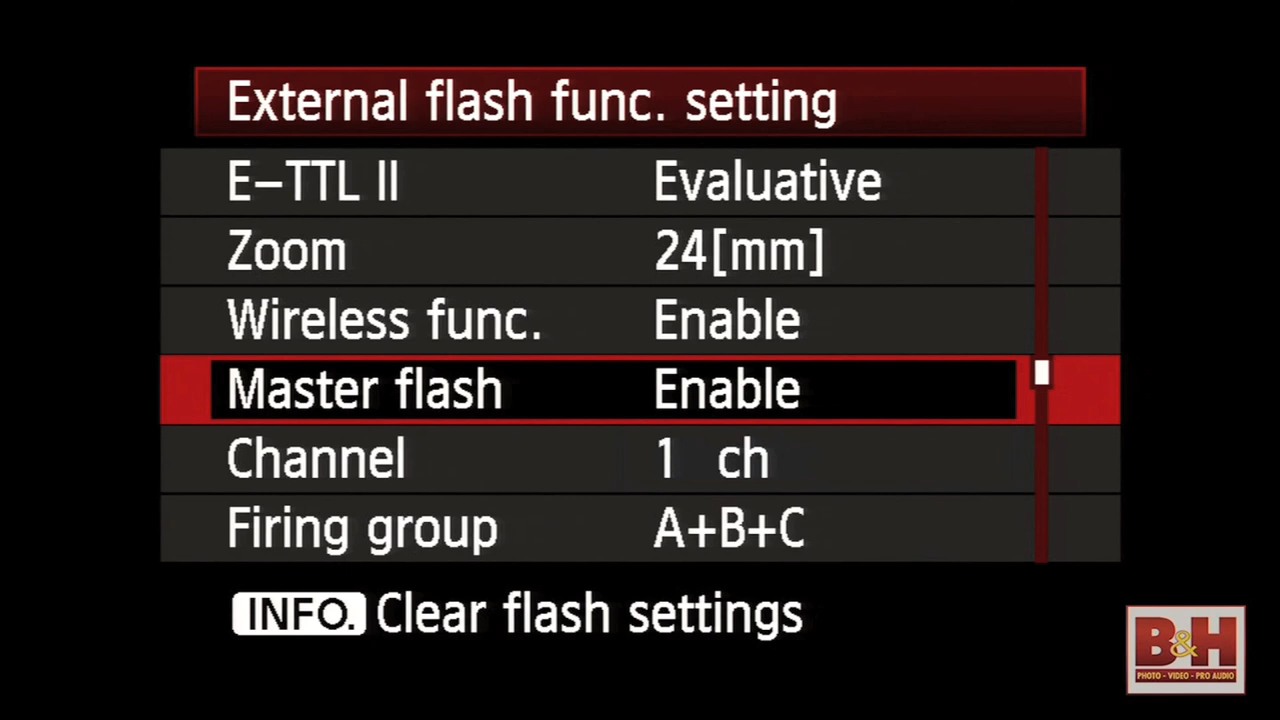 External flash func. setting
E-TTL II Evaluative
Zoom 24[mm]
Wireless func. Enable
Master flash Enable
Channel 1 ch
Firing group A+B+C
INFO. Clear flash settings
B&H
PHOTO - VIDEO - PRO AUDIO